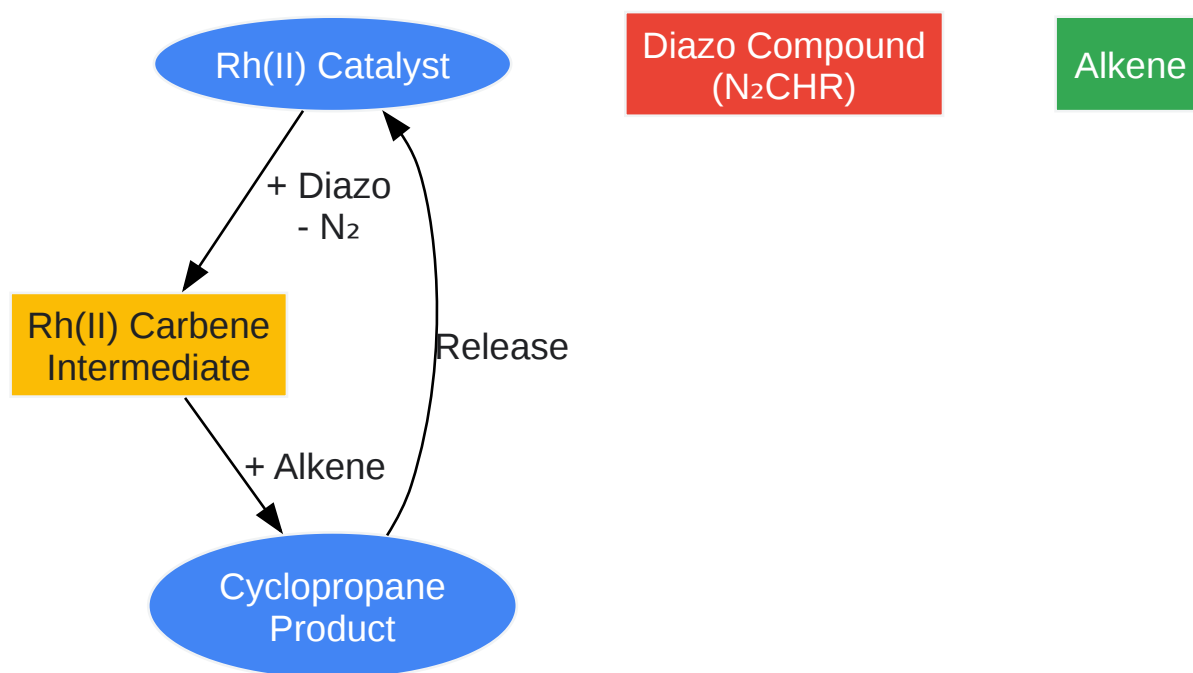 Rh(II) Catalyst
Diazo Compound
(N₂CHR)
Alkene
+ Diazo
- N₂
Rh(II) Carbene
Intermediate
Release
+ Alkene
Cyclopropane
Product